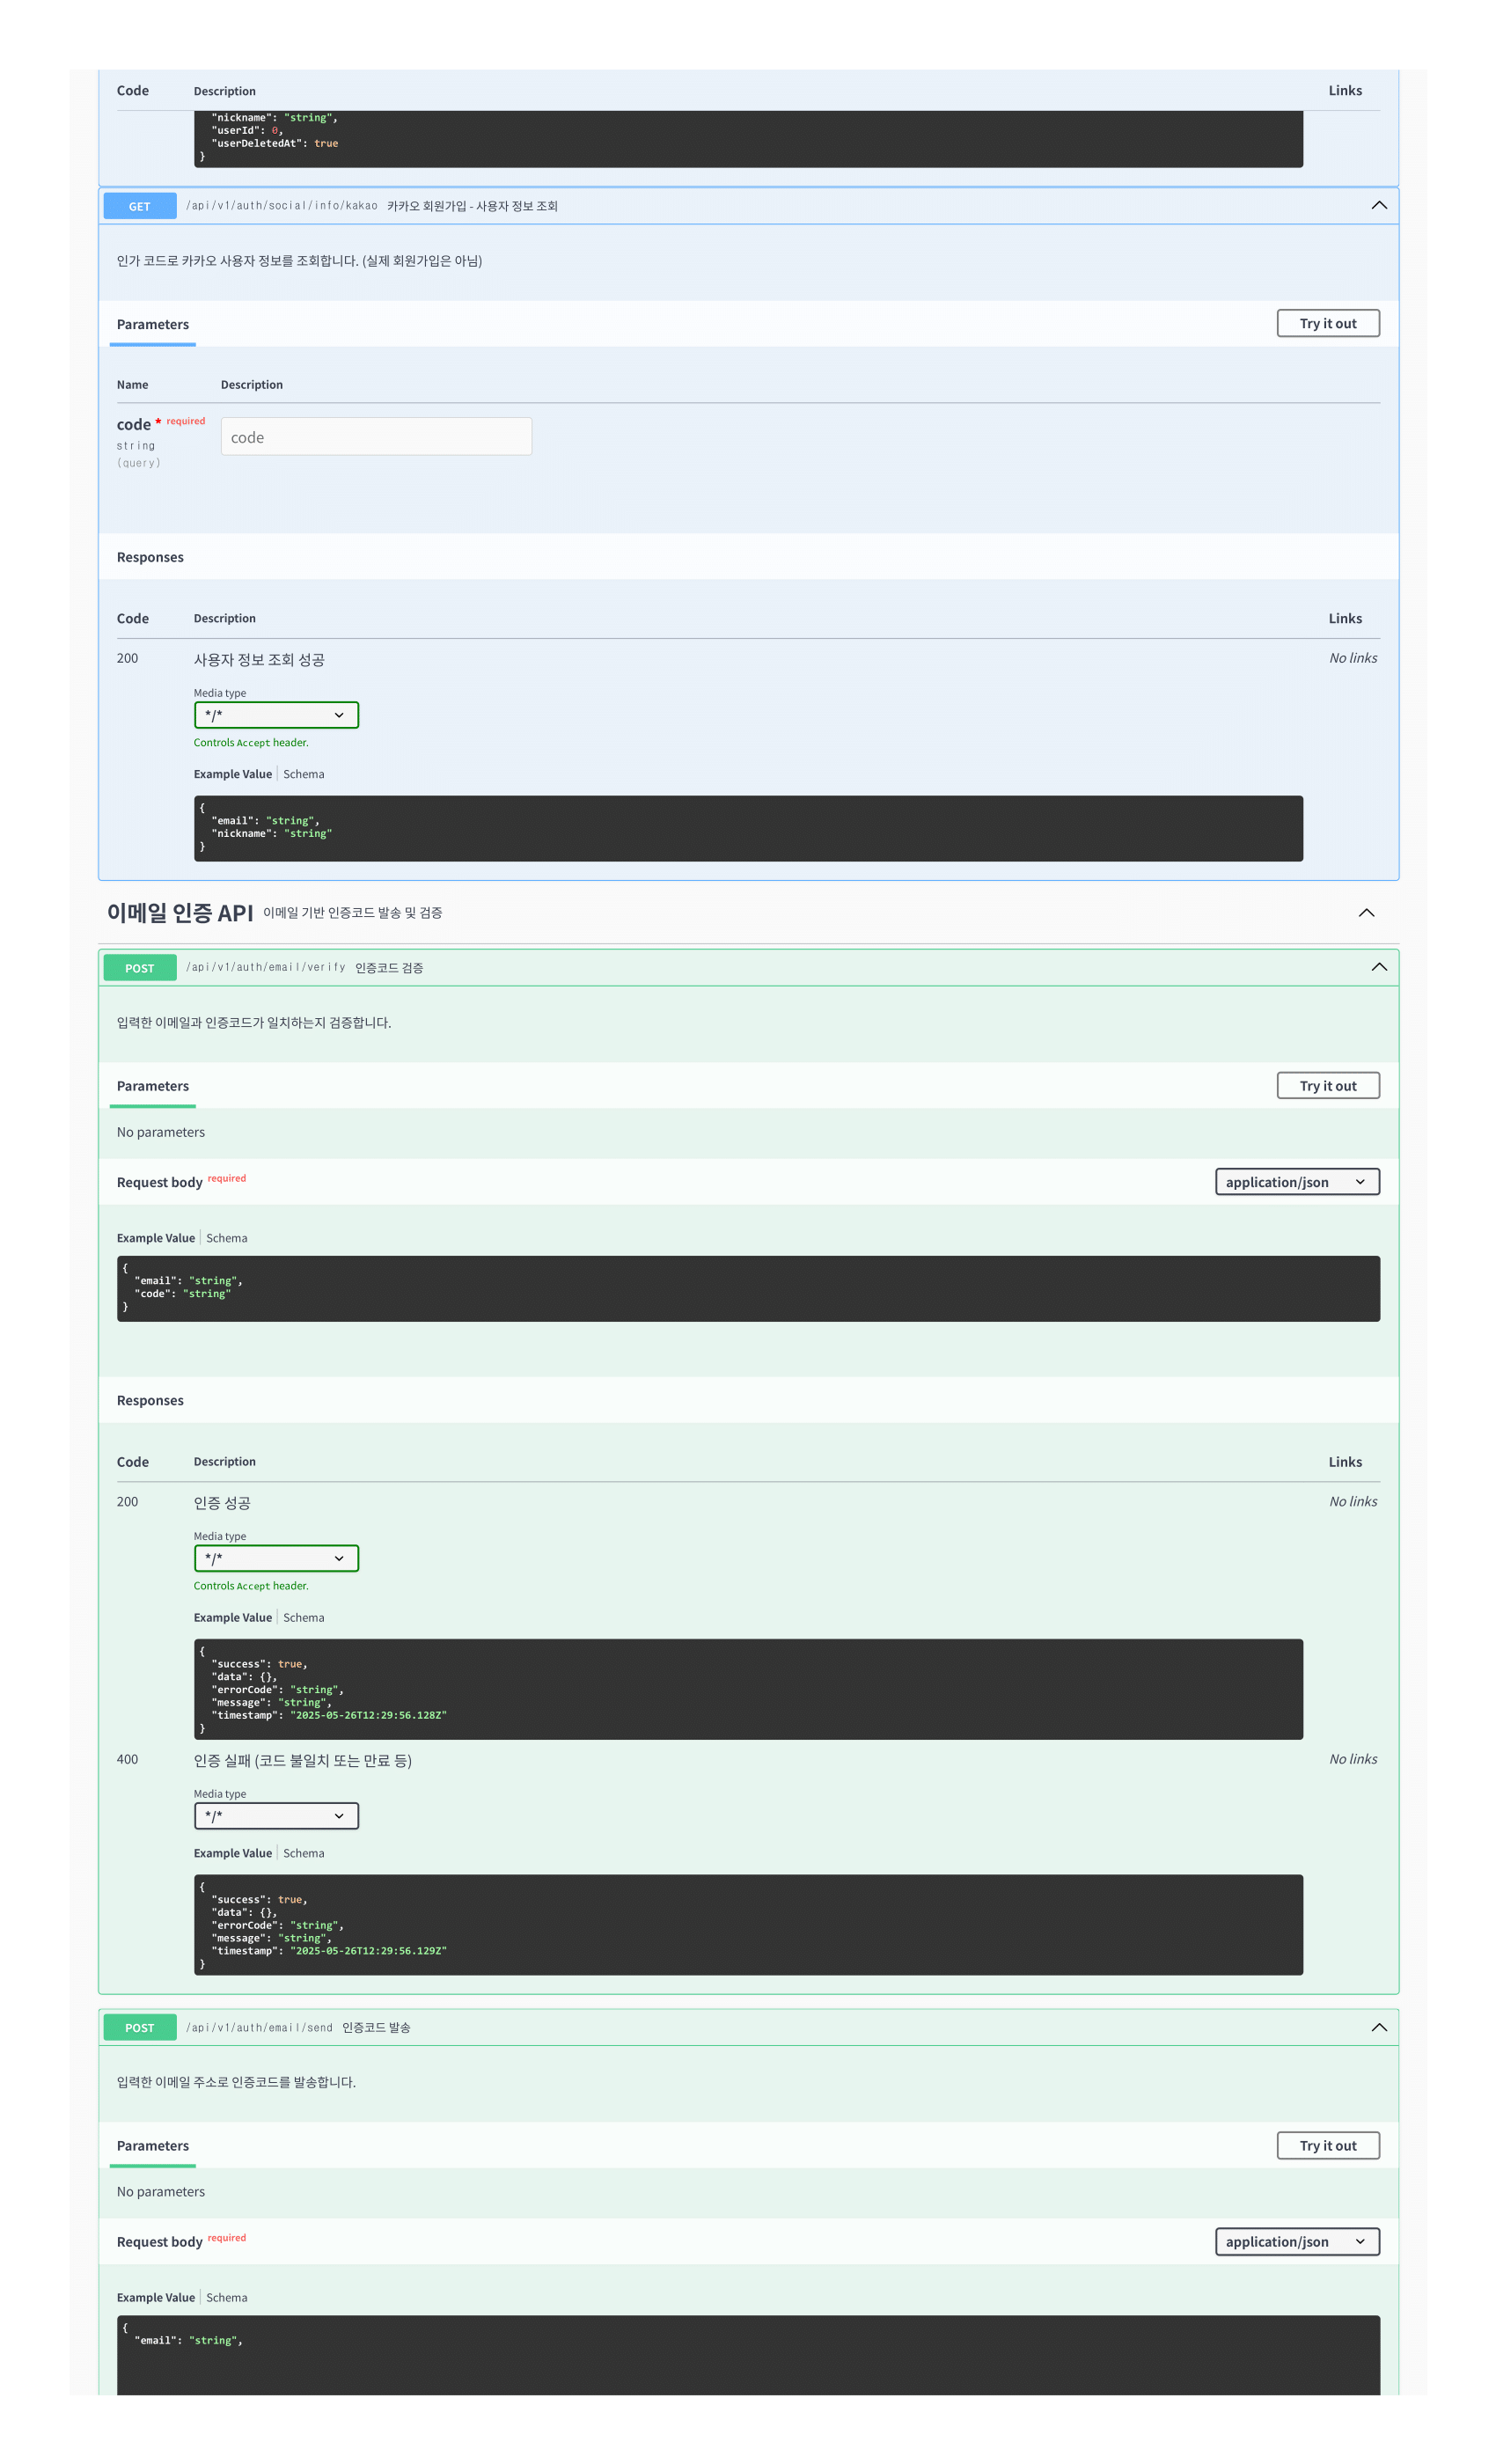 Code Description Links
"nickname": "string",
"userId": 0,
"userDeletedAt": true
}
GET /api/v1/auth/social/info/kakao 카카오 회원가입 - 사용자 정보 조회
인가 코드로 카카오 사용자 정보를 조회합니다. (실제 회원가입은 아님)
Parameters Try it out
Name Description
code * required
string
(query)
code
Responses
Code Description Links
200 사용자 정보 조회 성공 No links
Media type
*/*
Controls Accept header.
Example Value Schema
{
"email": "string",
"nickname": "string"
}
이메일 인증 API 이메일 기반 인증코드 발송 및 검증
POST /api/v1/auth/email/verify 인증코드 검증
입력한 이메일과 인증코드가 일치하는지 검증합니다.
Parameters Try it out
No parameters
Request body required application/json
Example Value Schema
{
"email": "string",
"code": "string"
}
Responses
Code Description Links
200 인증 성공 No links
Media type
*/*
Controls Accept header.
Example Value Schema
{
"success": true,
"data": {},
"errorCode": "string",
"message": "string",
"timestamp": "2025-05-26T12:29:56.128Z"
}
400 인증 실패 (코드 불일치 또는 만료 등) No links
Media type
*/*
Example Value Schema
{
"success": true,
"data": {},
"errorCode": "string",
"message": "string",
"timestamp": "2025-05-26T12:29:56.129Z"
}
POST /api/v1/auth/email/send 인증코드 발송
입력한 이메일 주소로 인증코드를 발송합니다.
Parameters Try it out
No parameters
Request body required application/json
Example Value Schema
{
"email": "string",